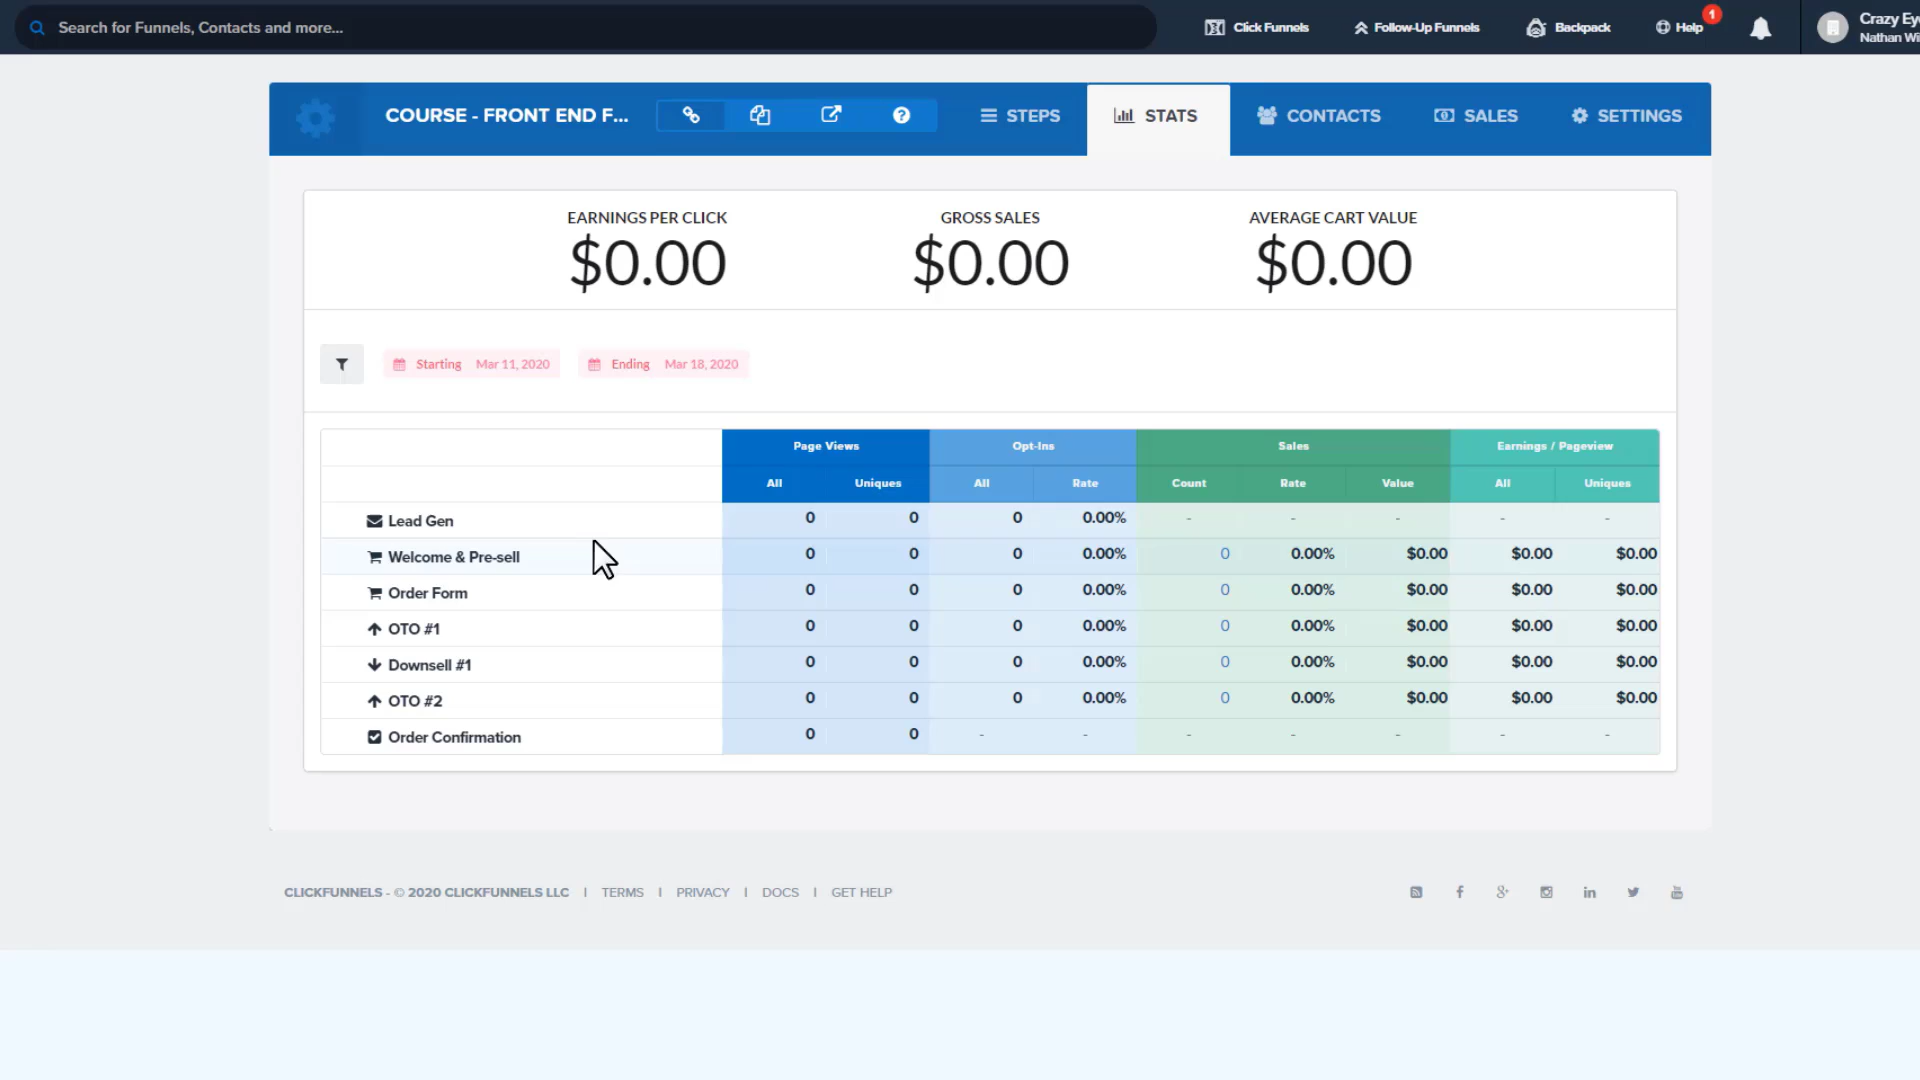 Search for Funnels, Contacts and more...
Click Funnels
Follow-Up Funnels
Backpack
Help
1
Crazy Ey
Nathan Wil
COURSE - FRONT END F...
STEPS
STATS
CONTACTS
SALES
SETTINGS
EARNINGS PER CLICK
$0.00
GROSS SALES
$0.00
AVERAGE CART VALUE
$0.00
Starting Mar 11, 2020
Ending Mar 18, 2020
Page Views Opt-Ins Sales Earnings / Pageview
All Uniques All Rate Count Rate Value All Uniques
Lead Gen 0 0 0 0.00% - - - - -
Welcome & Pre-sell 0 0 0 0.00% 0 0.00% $0.00 $0.00 $0.00
Order Form 0 0 0 0.00% 0 0.00% $0.00 $0.00 $0.00
OTO #1 0 0 0 0.00% 0 0.00% $0.00 $0.00 $0.00
Downsell #1 0 0 0 0.00% 0 0.00% $0.00 $0.00 $0.00
OTO #2 0 0 0 0.00% 0 0.00% $0.00 $0.00 $0.00
Order Confirmation 0 0 - - - - - - -
CLICKFUNNELS - © 2020 CLICKFUNNELS LLC | TERMS | PRIVACY | DOCS | GET HELP